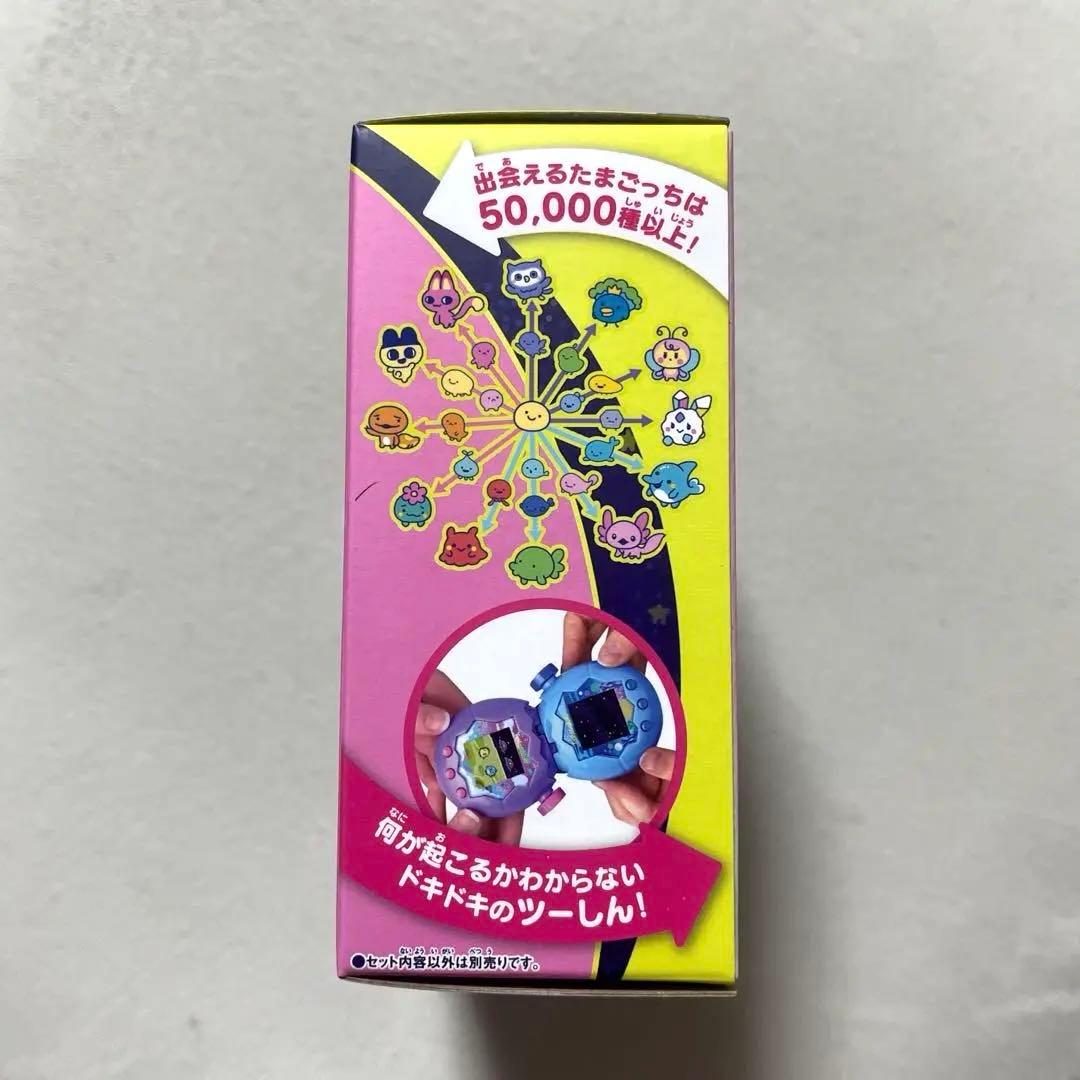 出会えるたまごっちは
50,000種以上!
何が起こるかわからない
ドキドキのツーしん!
●セット内容以外は別売りです。